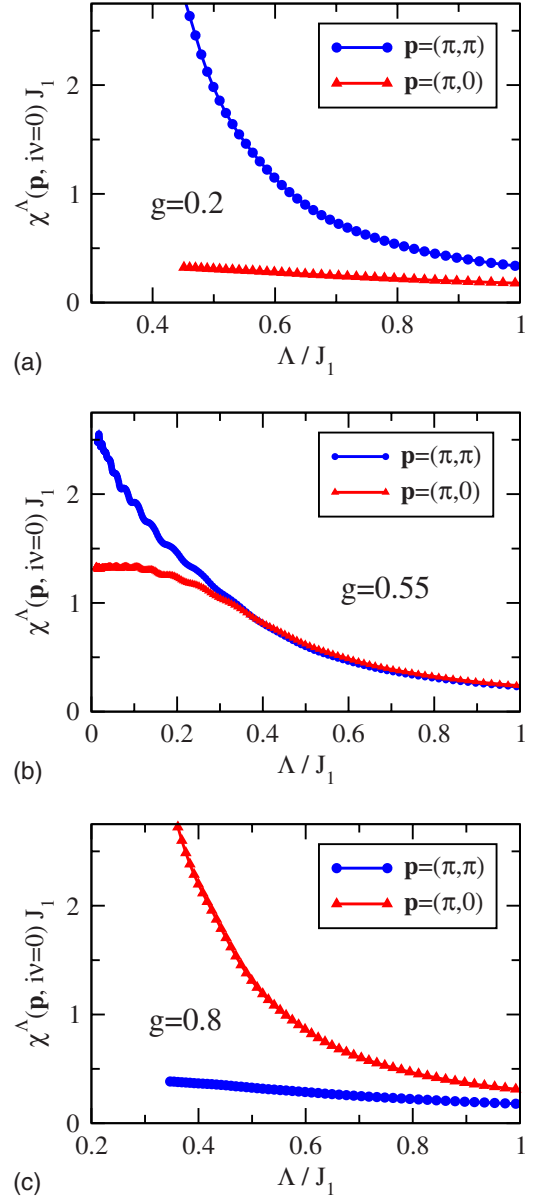 χ^Λ(p, iν=0) J₁
2
1
0
p=(π,π)
p=(π,0)
g=0.2
0.4 0.6 0.8 1
Λ / J₁
(a)
χ^Λ(p, iν=0) J₁
2
1
0
p=(π,π)
p=(π,0)
g=0.55
0 0.2 0.4 0.6 0.8 1
Λ / J₁
(b)
χ^Λ(p, iν=0) J₁
2
1
0
p=(π,π)
p=(π,0)
g=0.8
0.2 0.4 0.6 0.8 1
Λ / J₁
(c)